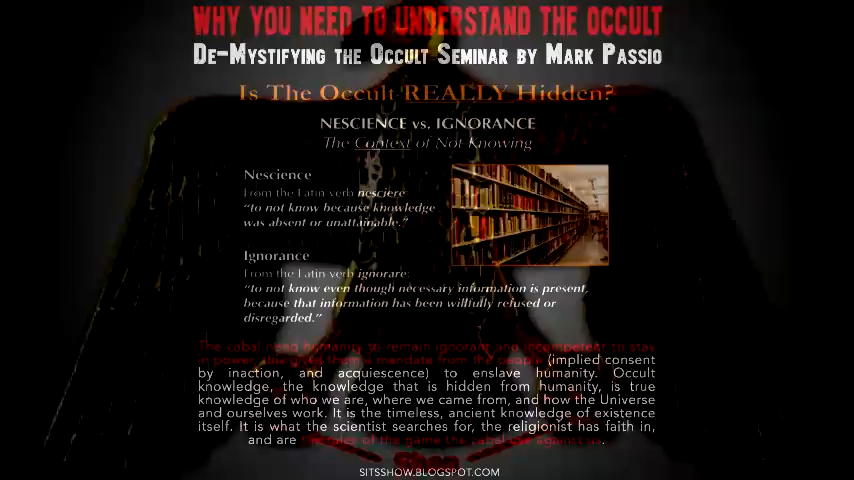 WHY YOU NEED TO UNDERSTAND THE OCCULT
DE-MYSTIFYING THE OCCULT SEMINAR BY MARK PASSIO
Is The Occult REALLY Hidden?
NESCIENCE vs. IGNORANCE
The Context of Not Knowing
Nescience
From the Latin verb nescire:
“to not know because knowledge
was absent or unattainable.”
Ignorance
From the Latin verb ignorare:
“to not know even though necessary information is present,
because that information has been willfully refused or
disregarded.”
The cabal need humanity to remain ignorant and incompetent to stay
in power, this gives them a mandate from the people (implied consent
by inaction, and acquiescence) to enslave humanity. Occult
knowledge, the knowledge that is hidden from humanity, is true
knowledge of who we are, where we came from, and how the Universe
and ourselves work. It is the timeless, ancient knowledge of existence
itself. It is what the scientist searches for, the religionist has faith in,
and are the rules of the game the cabal use against us.
SITSSHOW.BLOGSPOT.COM